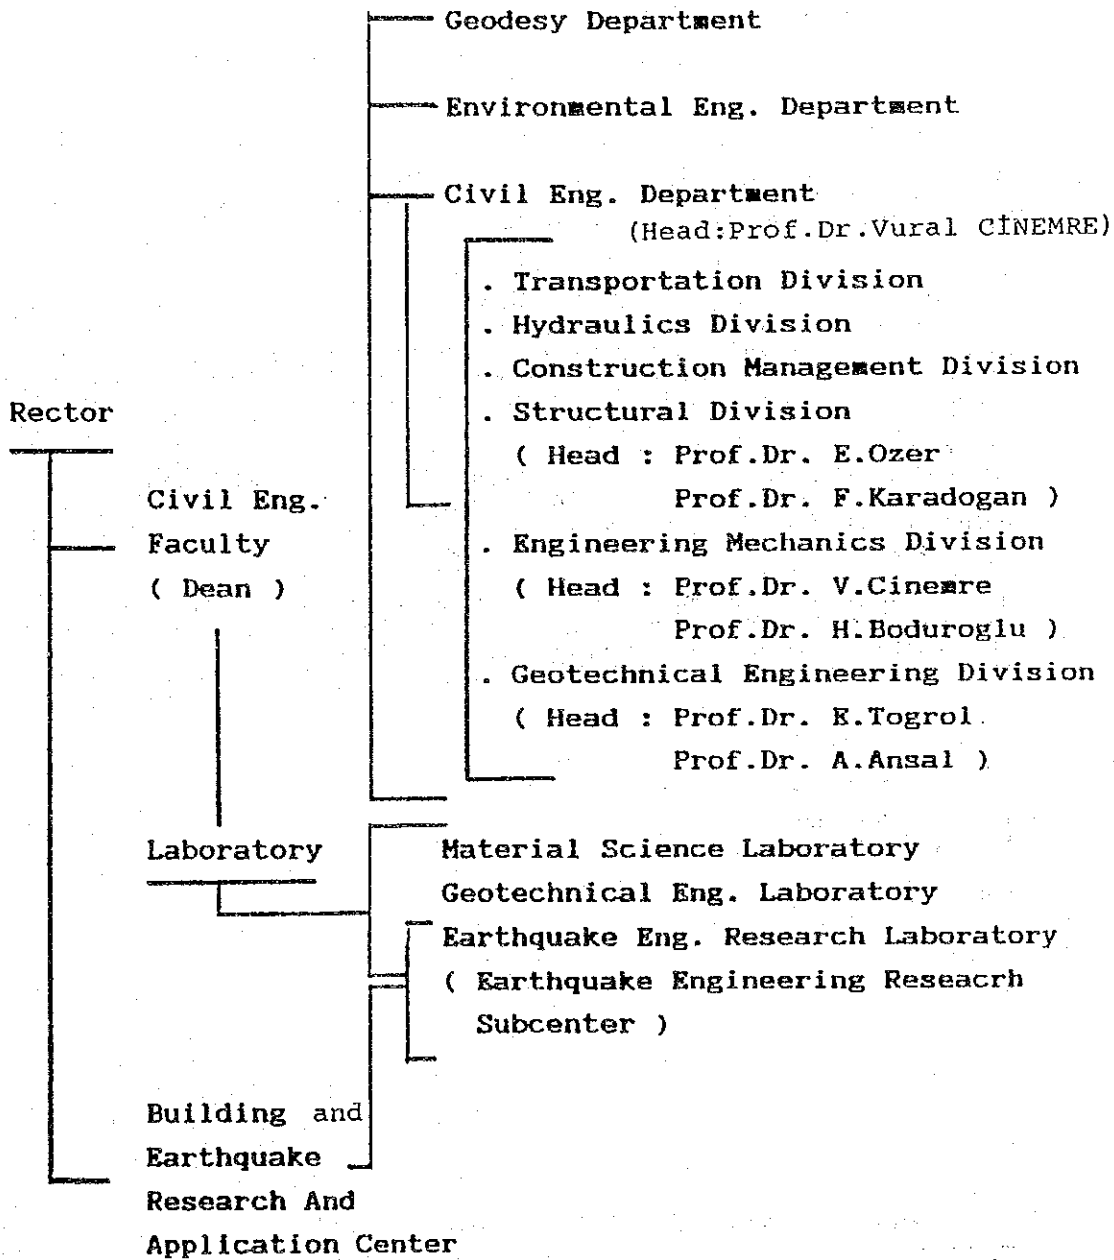 Geodesy Department
Environmental Eng. Department
Civil Eng. Department
(Head:Prof.Dr.Vural CİNEMRE)
. Transportation Division
. Hydraulics Division
. Construction Management Division
. Structural Division
( Head : Prof.Dr. E.Ozer
Prof.Dr. F.Karadogan )
. Engineering Mechanics Division
( Head : Prof.Dr. V.Cinemre
Prof.Dr. H.Boduroglu )
. Geotechnical Engineering Division
( Head : Prof.Dr. E.Togrol
Prof.Dr. A.Ansal )
Rector
Civil Eng.
Faculty
( Dean )
Laboratory
Material Science Laboratory
Geotechnical Eng. Laboratory
Earthquake Eng. Research Laboratory
( Earthquake Engineering Reseacrh
Subcenter )
Building and
Earthquake
Research And
Application Center